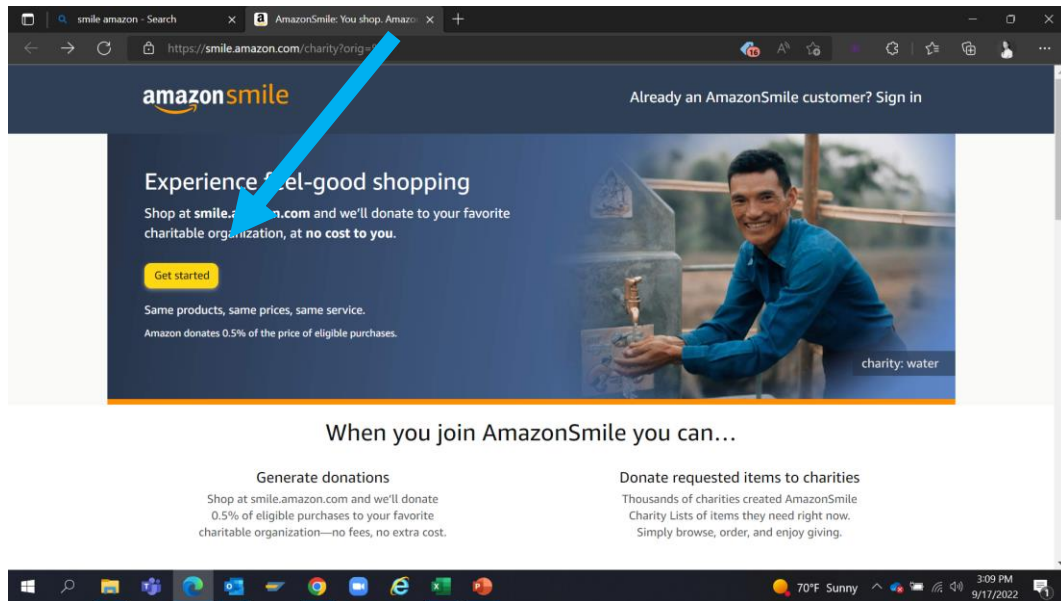 smile amazon - Search
AmazonSmile: You shop. Amazo
https://smile.amazon.com/charity?orig=
16
amazonsmile
Already an AmazonSmile customer? Sign in
Experience feel-good shopping
Shop at smile.amazon.com and we'll donate to your favorite
charitable organization, at no cost to you.
Get started
Same products, same prices, same service.
Amazon donates 0.5% of the price of eligible purchases.
charity: water
When you join AmazonSmile you can...
Generate donations
Shop at smile.amazon.com and we'll donate
0.5% of eligible purchases to your favorite
charitable organization—no fees, no extra cost.
Donate requested items to charities
Thousands of charities created AmazonSmile
Charity Lists of items they need right now.
Simply browse, order, and enjoy giving.
70°F Sunny
3:09 PM
9/17/2022